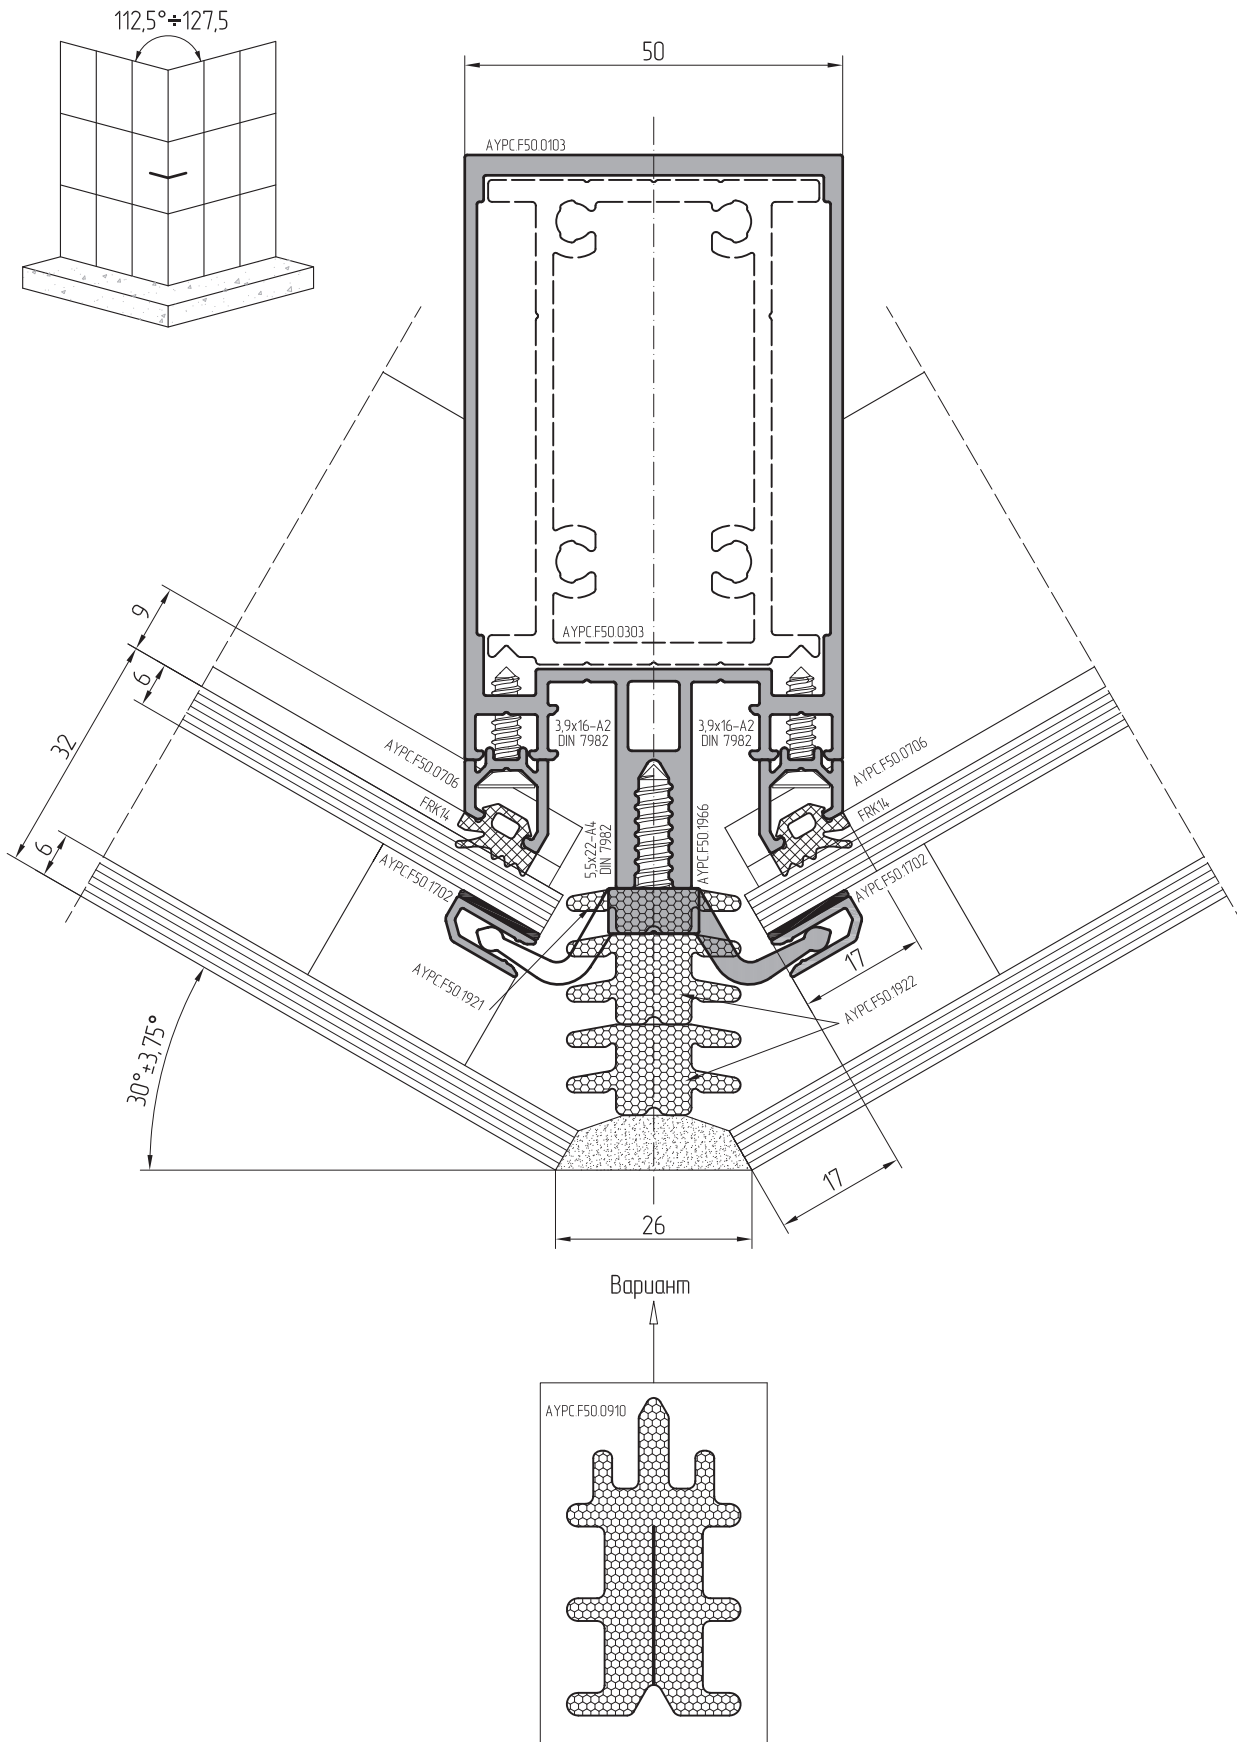 112,5°÷127,5
50
AYPC.F50.0103
AYPC.F50.0303
9
6
32
6
3,9x16-A2
DIN 7982
3,9x16-A2
DIN 7982
AYPC.F50.0706
AYPC.F50.0706
FRK14
FRK14
5,5x22-A4
DIN 7982
AYPC.F50.1966
AYPC.F50.1702
AYPC.F50.1702
AYPC.F50.1921
17
AYPC.F50.1922
30°±3,75°
17
26
Вариант
AYPC.F50.0910